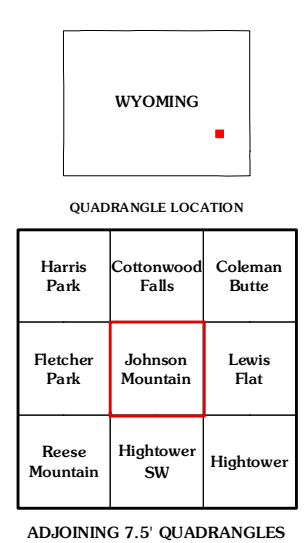 WYOMING
QUADRANGLE LOCATION
Harris
Park
Cottonwood
Falls
Coleman
Butte
Fletcher
Park
Johnson
Mountain
Lewis
Flat
Reese
Mountain
Hightower
SW
Hightower
ADJOINING 7.5' QUADRANGLES